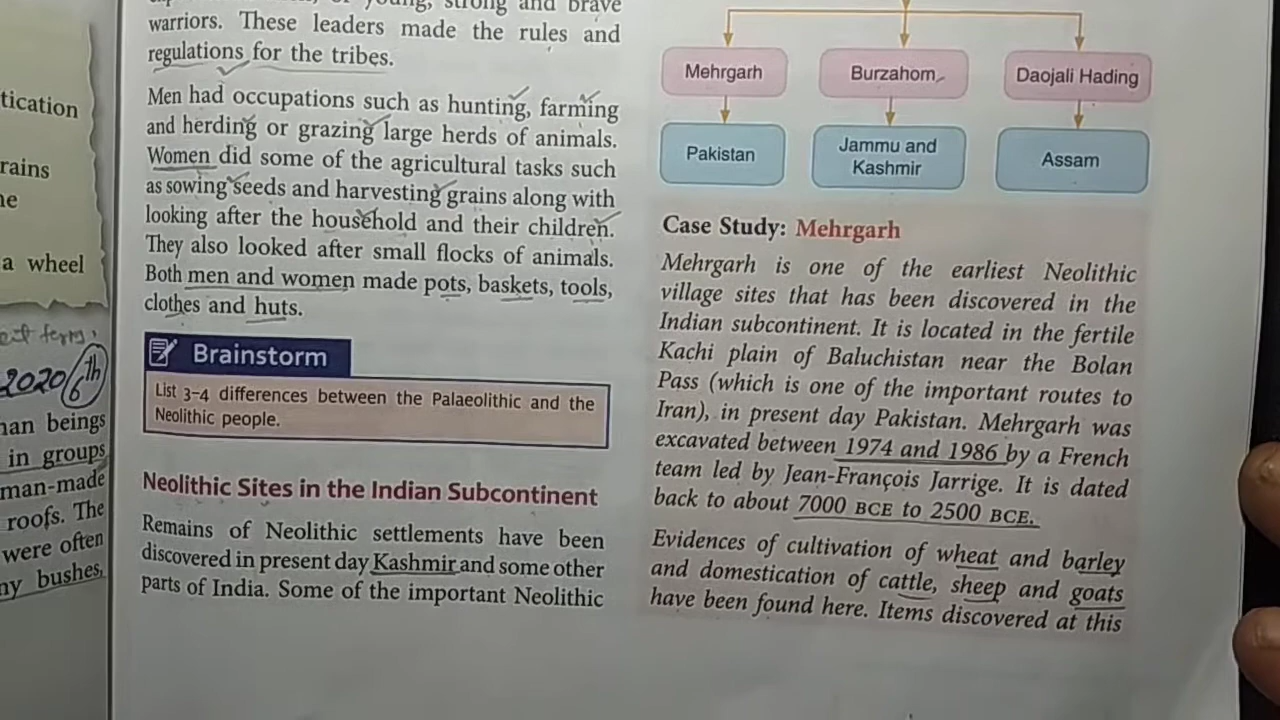 tication
rains
a wheel
2020 6th
in groups
man-made
roofs. The
were often
bushes,
young, strong and brave
warriors. These leaders made the rules and
regulations for the tribes.
Men had occupations such as hunting, farming
and herding or grazing large herds of animals.
Women did some of the agricultural tasks such
as sowing seeds and harvesting grains along with
looking after the household and their children.
They also looked after small flocks of animals.
Both men and women made pots, baskets, tools,
clothes and huts.
Brainstorm
List 3–4 differences between the Palaeolithic and the
Neolithic people.
Neolithic Sites in the Indian Subcontinent
Remains of Neolithic settlements have been
discovered in present day Kashmir and some other
parts of India. Some of the important Neolithic
Mehrgarh
Burzahom
Daojali Hading
Pakistan
Jammu and
Kashmir
Assam
Case Study: Mehrgarh
Mehrgarh is one of the earliest Neolithic
village sites that has been discovered in the
Indian subcontinent. It is located in the fertile
Kachi plain of Baluchistan near the Bolan
Pass (which is one of the important routes to
Iran), in present day Pakistan. Mehrgarh was
excavated between 1974 and 1986 by a French
team led by Jean-François Jarrige. It is dated
back to about 7000 BCE to 2500 BCE.
Evidences of cultivation of wheat and barley
and domestication of cattle, sheep and goats
have been found here. Items discovered at this